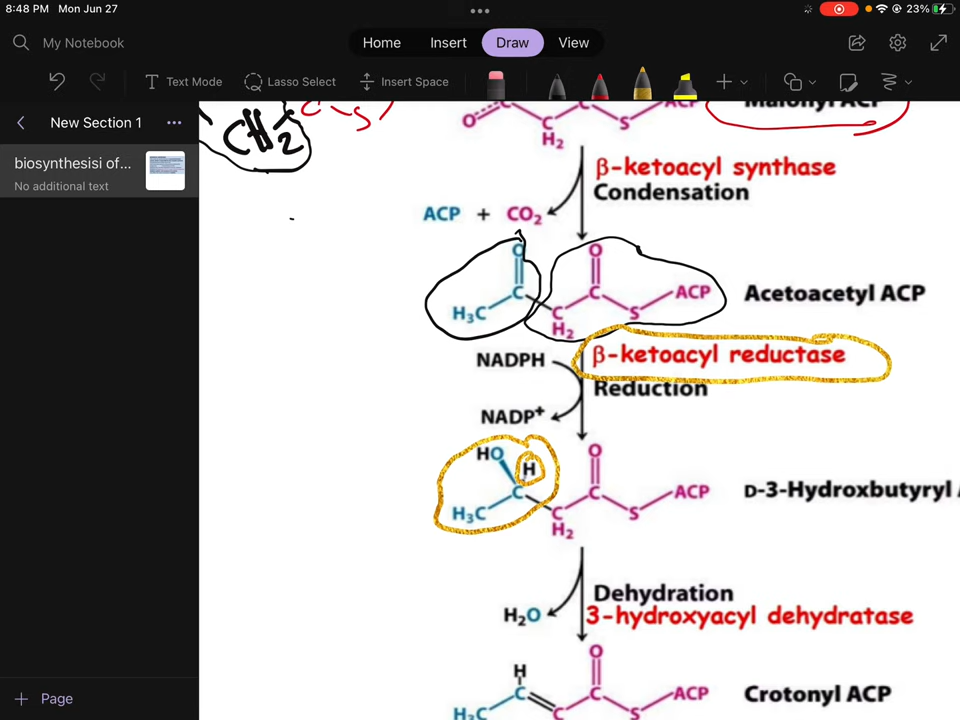 8:48 PM Mon Jun 27
23%
My Notebook
Home Insert Draw View
Text Mode Lasso Select Insert Space
New Section 1
biosynthesisi of...
No additional text
Page
CH2
O
C
H2
S
ACP
Malonyl ACP
β-ketoacyl synthase
Condensation
ACP + CO2
O O
H3C C C C H2 S ACP
Acetoacetyl ACP
NADPH
β-ketoacyl reductase
Reduction
NADP+
HO H O
H3C C C C H2 S ACP
D-3-Hydroxbutyryl
Dehydration
H2O
3-hydroxyacyl dehydratase
H O
H3C C C C S ACP
Crotonyl ACP